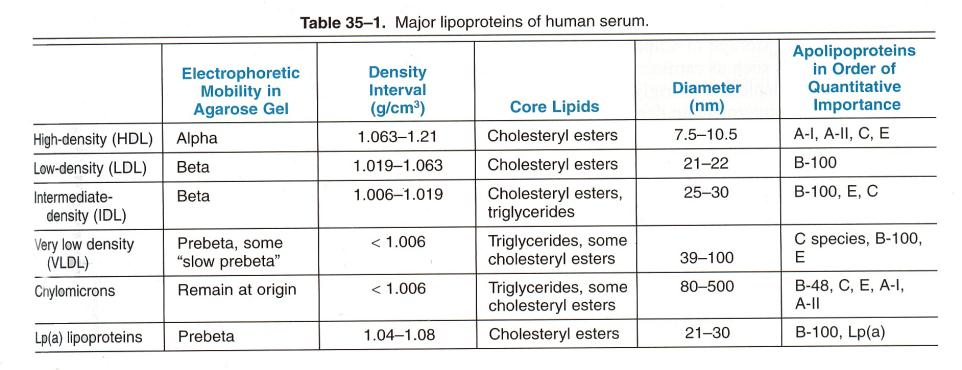 Table 35–1. Major lipoproteins of human serum.
Electrophoretic Mobility in Agarose Gel
Density Interval (g/cm³)
Core Lipids
Diameter (nm)
Apolipoproteins in Order of Quantitative Importance
High-density (HDL) Alpha 1.063–1.21 Cholesteryl esters 7.5–10.5 A-I, A-II, C, E
Low-density (LDL) Beta 1.019–1.063 Cholesteryl esters 21–22 B-100
Intermediate- Beta 1.006–1.019 Cholesteryl esters, 25–30 B-100, E, C
density (IDL) triglycerides
Very low density Prebeta, some < 1.006 Triglycerides, some C species, B-100,
(VLDL) "slow prebeta" cholesteryl esters 39–100 E
Chylomicrons Remain at origin < 1.006 Triglycerides, some 80–500 B-48, C, E, A-I,
cholesteryl esters A-II
Lp(a) lipoproteins Prebeta 1.04–1.08 Cholesteryl esters 21–30 B-100, Lp(a)